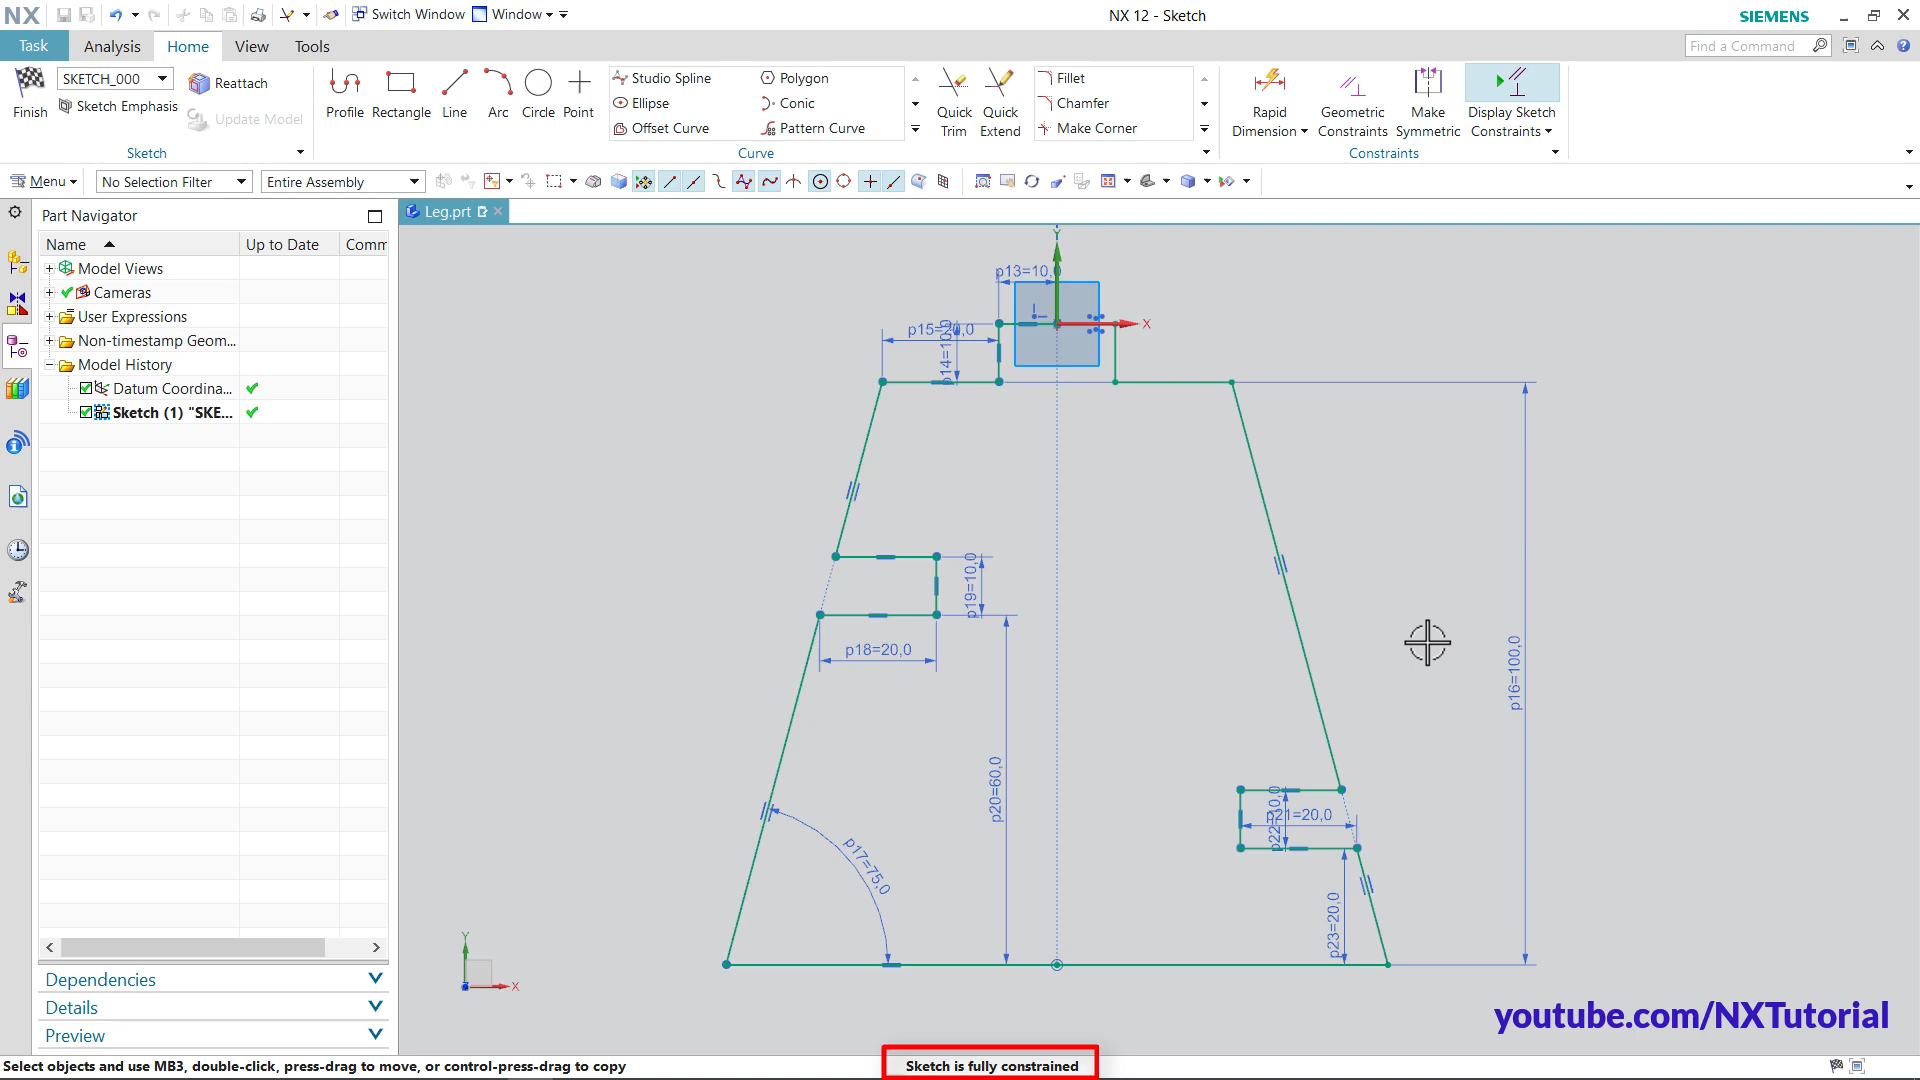 NX
Switch Window
Window
NX 12 - Sketch
SIEMENS
Task
Analysis
Home
View
Tools
Find a Command
Finish
SKETCH_000
Sketch Emphasis
Reattach
Update Model
Sketch
Profile
Rectangle
Line
Arc
Circle
Point
Studio Spline
Ellipse
Offset Curve
Polygon
Conic
Pattern Curve
Curve
Quick
Trim
Quick
Extend
Fillet
Chamfer
Make Corner
Rapid
Dimension
Geometric
Constraints
Make
Symmetric
Display Sketch
Constraints
Constraints
Menu
No Selection Filter
Entire Assembly
Part Navigator
Leg.prt
Name
Up to Date
Comm
Model Views
Cameras
User Expressions
Non-timestamp Geom...
Model History
Datum Coordina...
Sketch (1) "SKE...
Y
p13=10,0
X
p15=20,0
p14=10,0
p19=10,0
p18=20,0
p16=100,0
p20=60,0
p22=10,0
p21=20,0
p17=75,0
p23=20,0
Y
X
Dependencies
Details
Preview
youtube.com/NXTutorial
Select objects and use MB3, double-click, press-drag to move, or control-press-drag to copy
Sketch is fully constrained